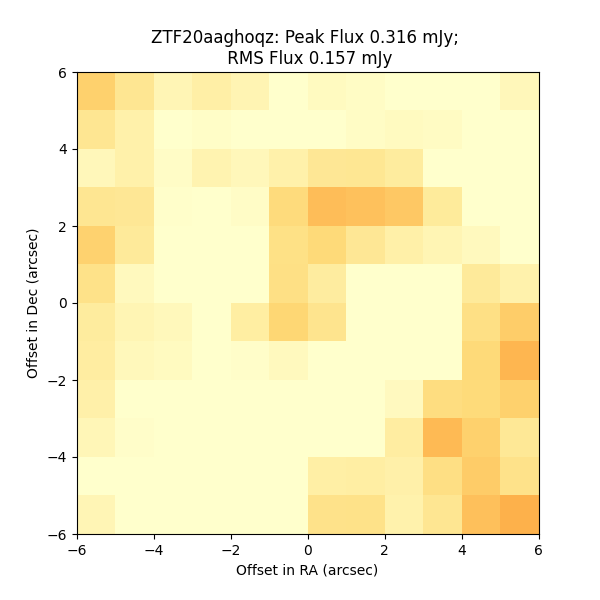 ZTF20aaghoqz: Peak Flux 0.316 mJy;
RMS Flux 0.157 mJy
6
4
2
0
−2
−4
−6
Offset in Dec (arcsec)
−6 −4 −2 0 2 4 6
Offset in RA (arcsec)